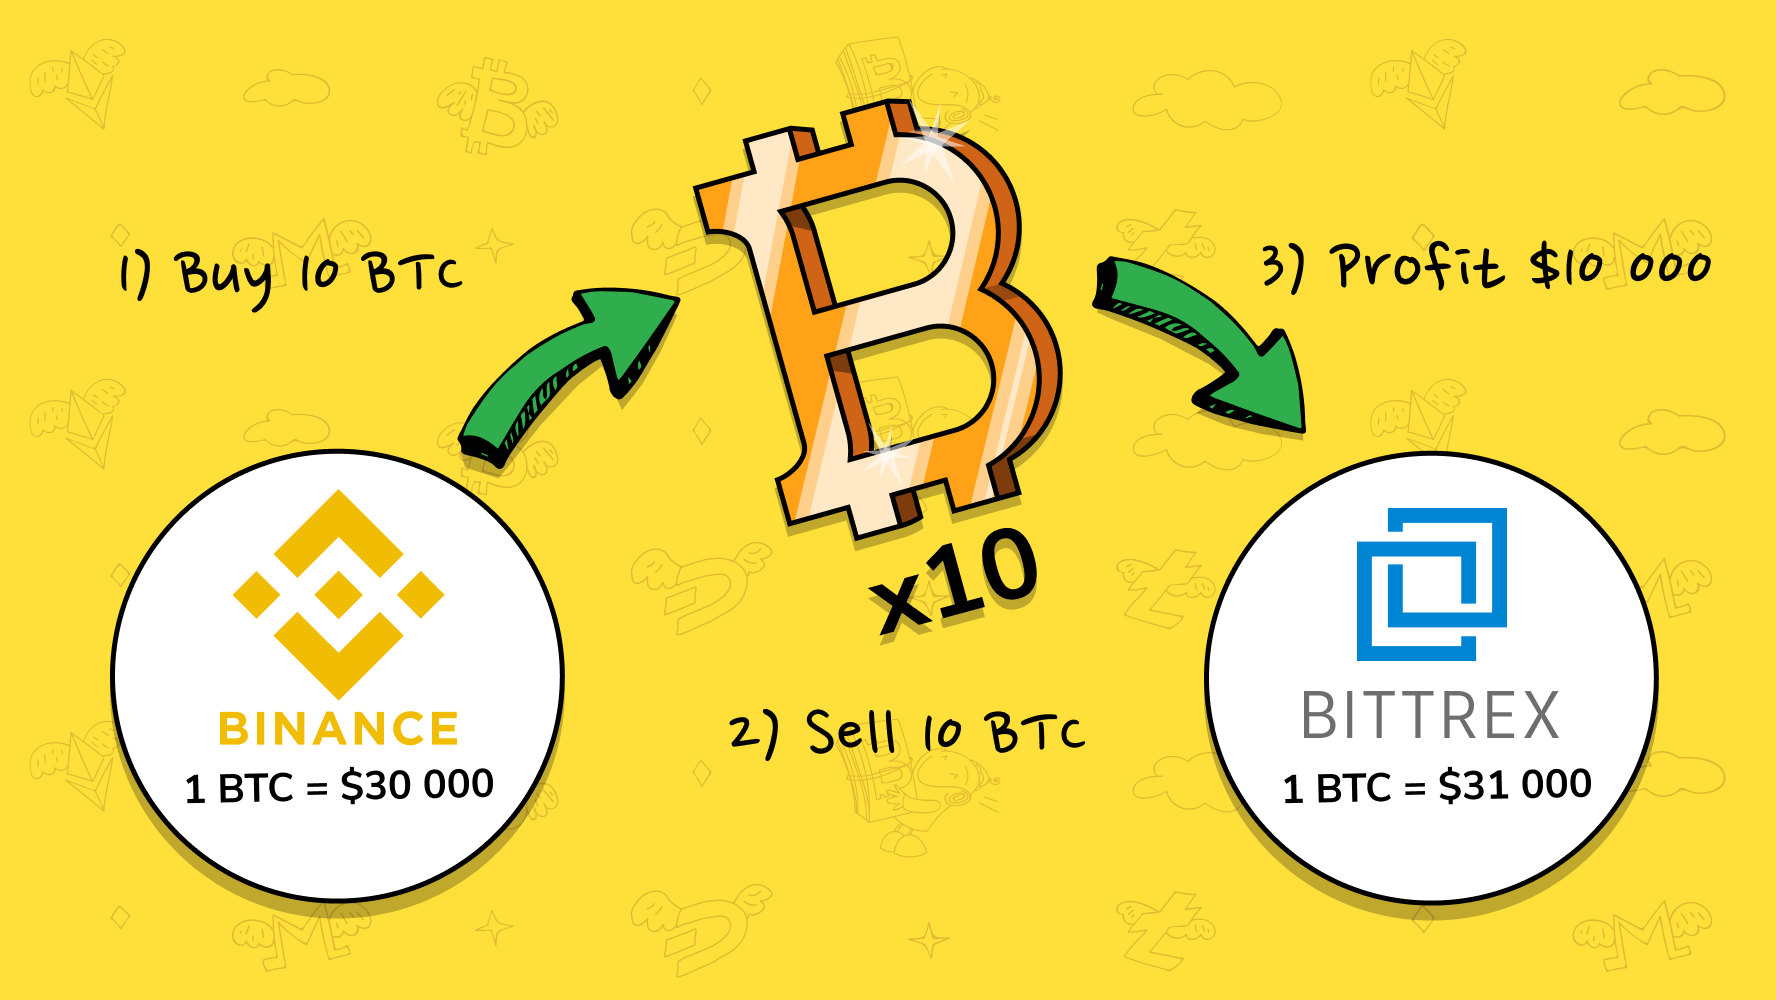 1) Buy 10 BTC
3) Profit $10 000
x10
BINANCE
1 BTC = $30 000
2) Sell 10 BTC
BITTREX
1 BTC = $31 000